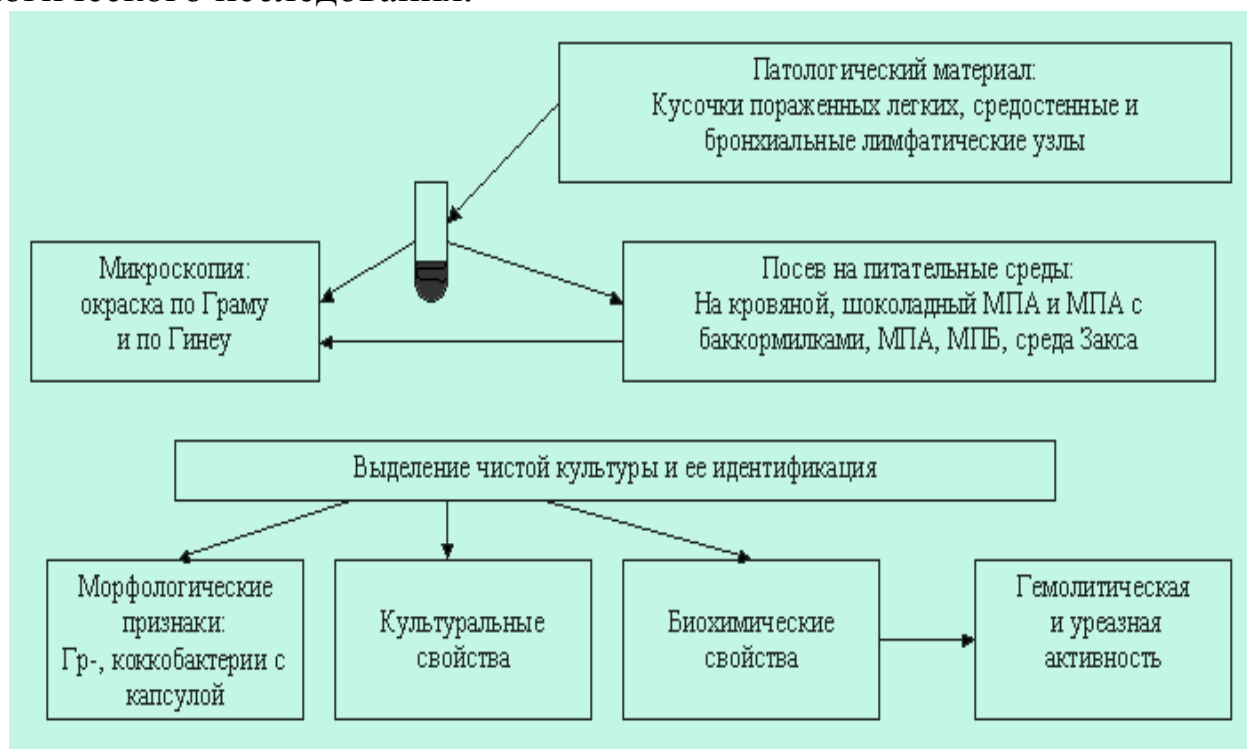 Патологический материал:
Кусочки пораженных легких, средостенные и
бронхиальные лимфатические узлы
Микроскопия:
окраска по Граму
и по Гинеу
Посев на питательные среды:
На кровяной, шоколадный МПА и МПА с
баккормилками, МПА, МПБ, среда Закса
Выделение чистой культуры и ее идентификация
Морфологические
признаки:
Гр-, коккобактерии с
капсулой
Культуральные
свойства
Биохимические
свойства
Гемолитическая
и уреазная
активность